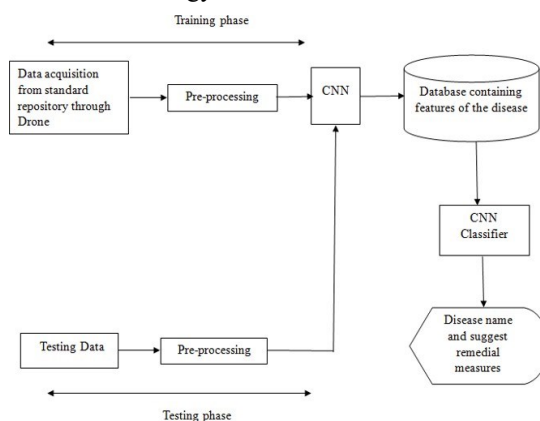 Training phase
Data acquisition
from standard
repository through
Drone
Pre-processing
CNN
Database containing
features of the disease
CNN
Classifier
Disease name
and suggest
remedial
measures
Testing Data
Pre-processing
Testing phase